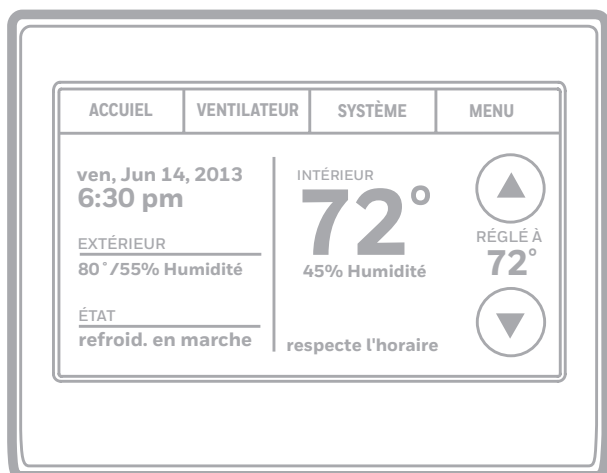 ACCUIEL VENTILATEUR SYSTÈME MENU
ven, Jun 14, 2013
6:30 pm
EXTÉRIEUR
80°/55% Humidité
ÉTAT
refroid. en marche
INTÉRIEUR
72°
45% Humidité
respecte l'horaire
RÉGLÉ À
72°